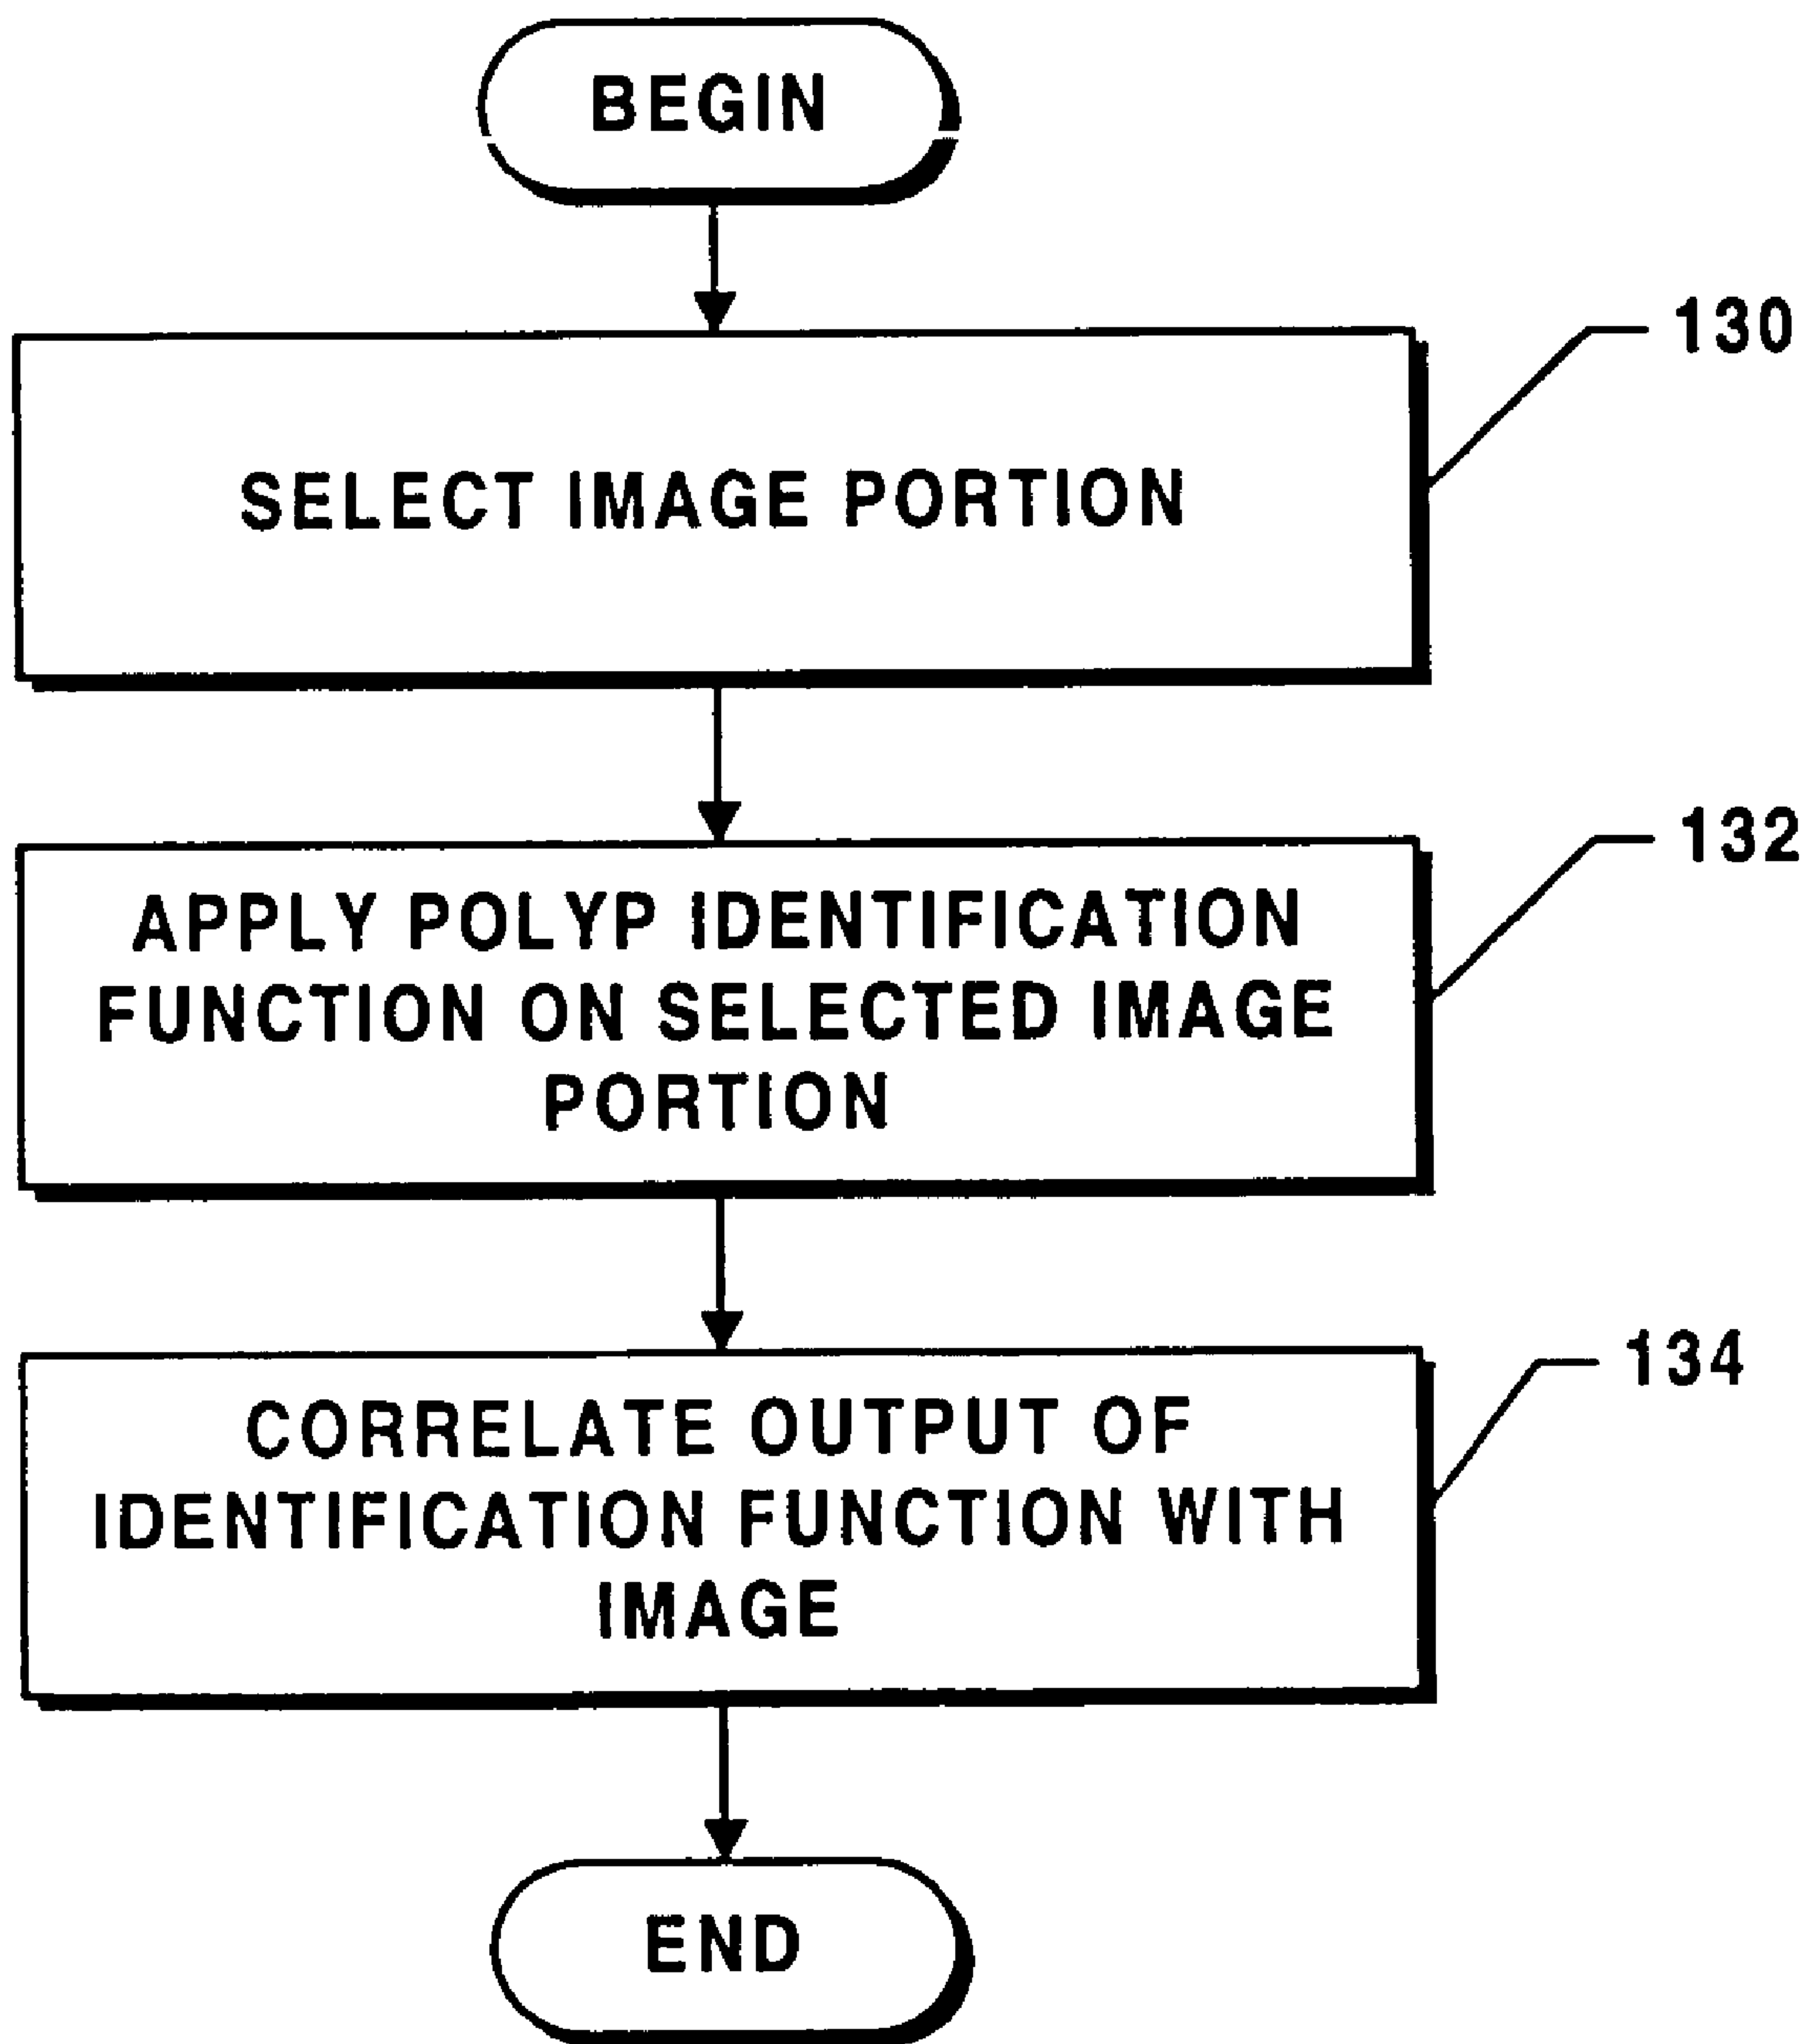 BEGIN
130
SELECT IMAGE PORTION
132
APPLY POLYP IDENTIFICATION
FUNCTION ON SELECTED IMAGE
PORTION
134
CORRELATE OUTPUT OF
IDENTIFICATION FUNCTION WITH
IMAGE
END